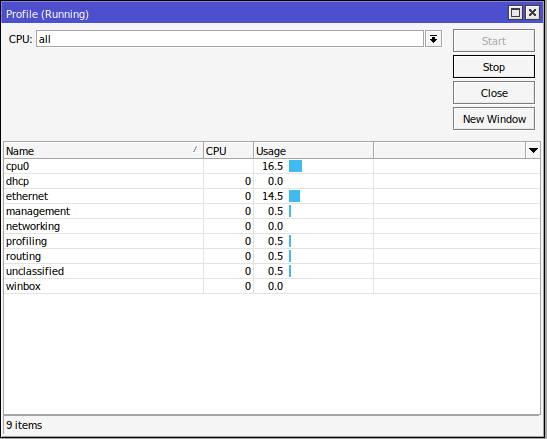 Profile (Running)
CPU: all
Start
Stop
Close
New Window
Name CPU Usage
cpu0 16.5
dhcp 0 0.0
ethernet 0 14.5
management 0 0.5
networking 0 0.0
profiling 0 0.5
routing 0 0.5
unclassified 0 0.5
winbox 0 0.0
9 items